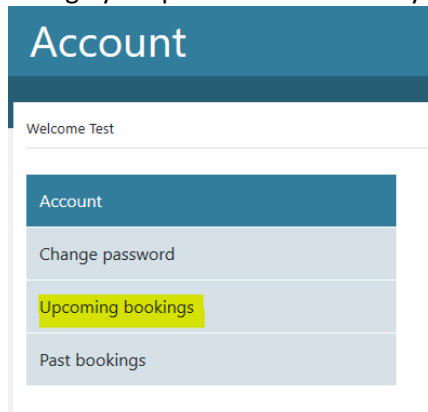 Account
Welcome Test
Account
Change password
Upcoming bookings
Past bookings